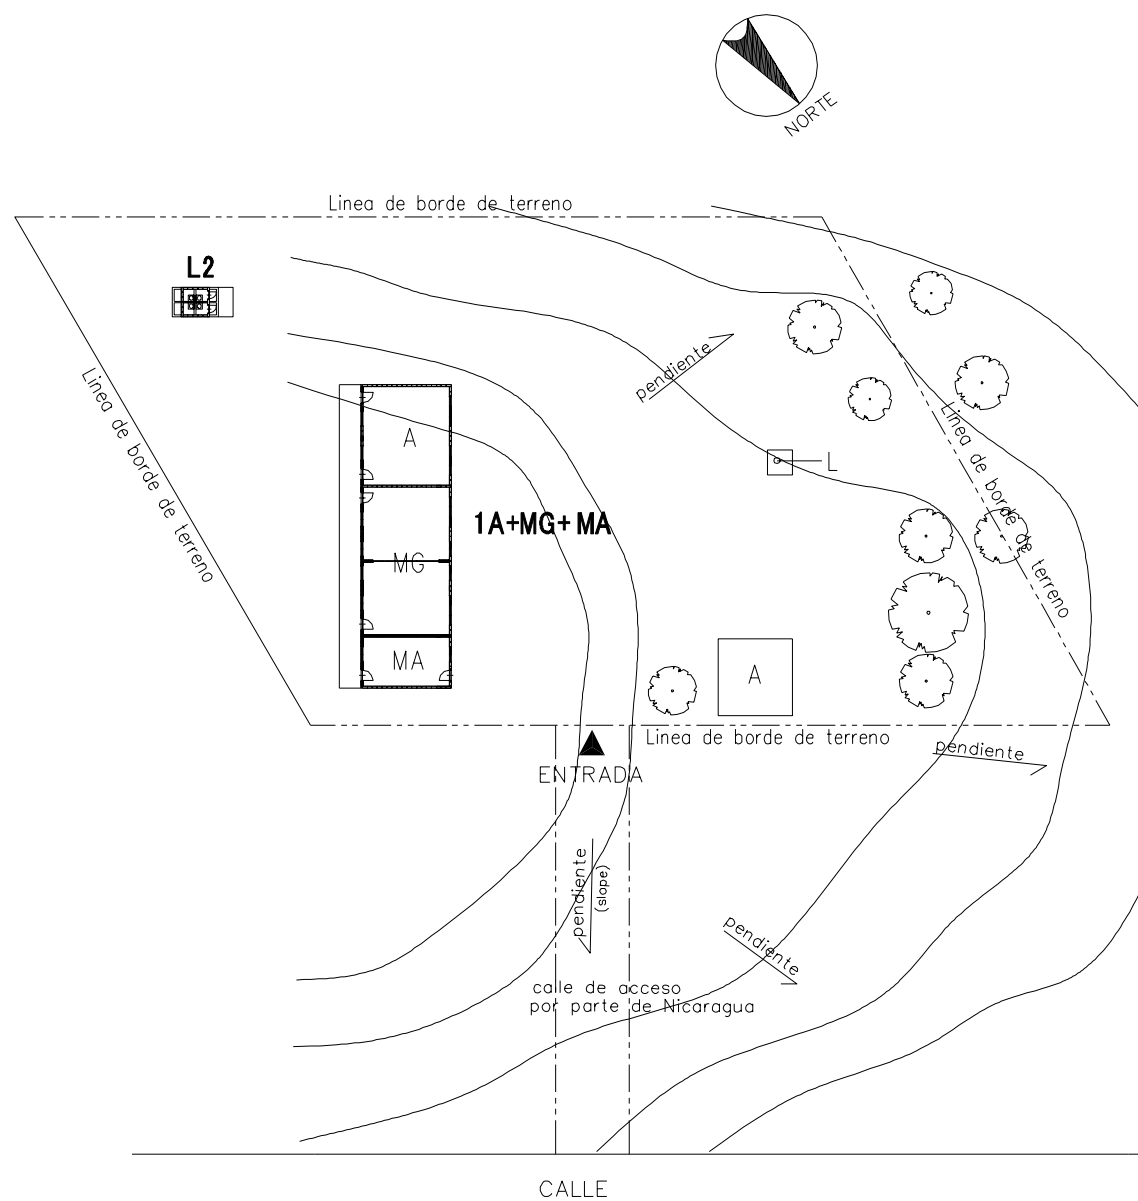 NORTE
Linea de borde de terreno
L2
pendiente
Linea de borde de terreno
Linea de borde de terreno
A
L
1A+MG+MA
MG
MA
A
Linea de borde de terreno
pendiente
ENTRADA
pendiente
(slope)
pendiente
calle de acceso
por parte de Nicaragua
CALLE